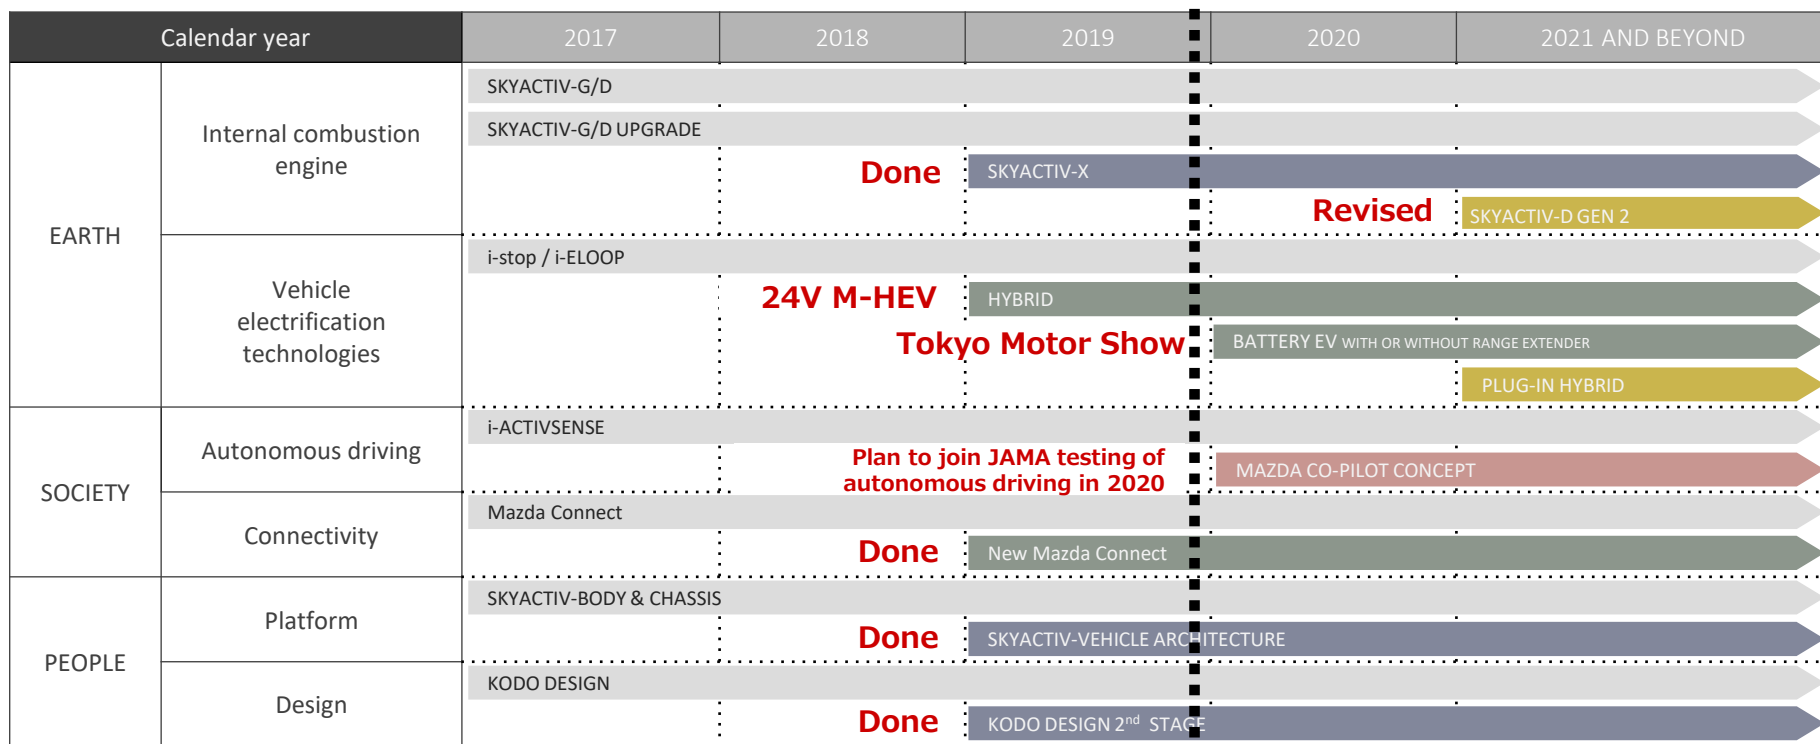 Calendar year
2017
2018
2019
2020
2021 AND BEYOND
EARTH
Internal combustion
engine
SKYACTIV-G/D
SKYACTIV-G/D UPGRADE
Done
SKYACTIV-X
Revised
SKYACTIV-D GEN 2
Vehicle
electrification
technologies
i-stop / i-ELOOP
24V M-HEV
HYBRID
Tokyo Motor Show
BATTERY EV WITH OR WITHOUT RANGE EXTENDER
PLUG-IN HYBRID
SOCIETY
Autonomous driving
i-ACTIVSENSE
Plan to join JAMA testing of
autonomous driving in 2020
MAZDA CO-PILOT CONCEPT
Connectivity
Mazda Connect
Done
New Mazda Connect
PEOPLE
Platform
SKYACTIV-BODY & CHASSIS
Done
SKYACTIV-VEHICLE ARCHITECTURE
Design
KODO DESIGN
Done
KODO DESIGN 2nd STAGE